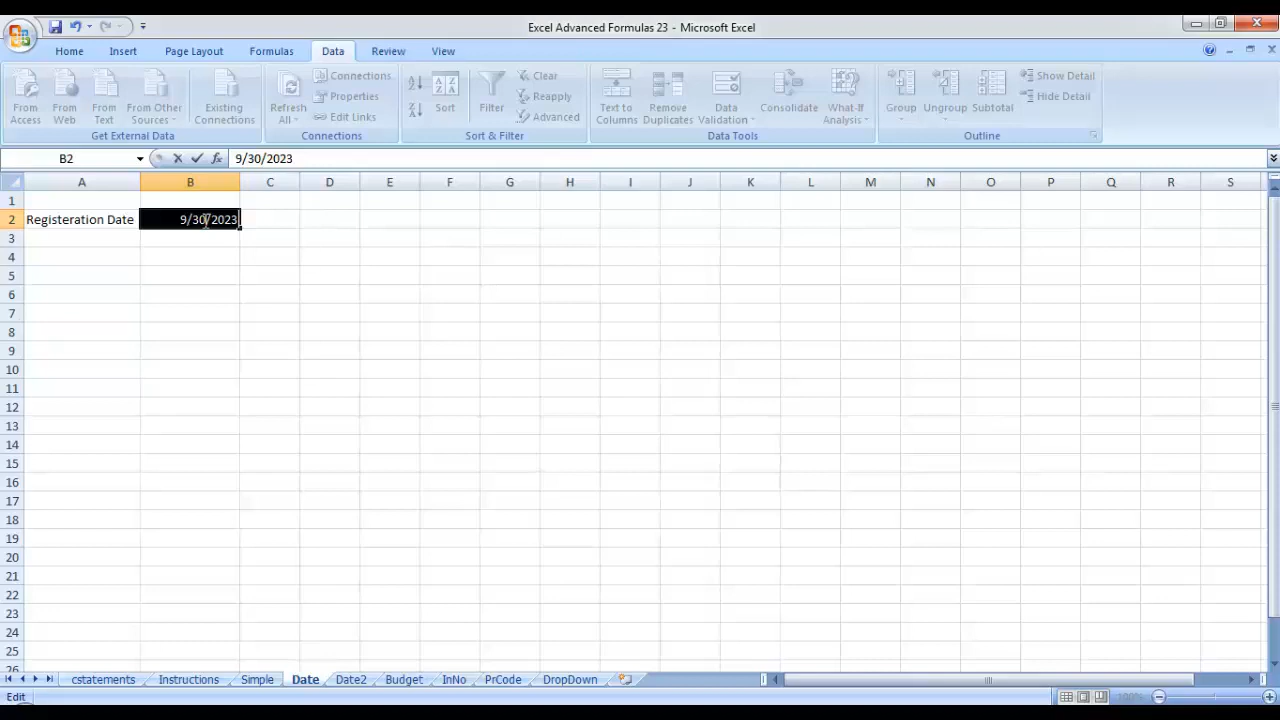 Excel Advanced Formulas 23 - Microsoft Excel
Home Insert Page Layout Formulas Data Review View
From Access
From Web
From Text
From Other Sources
Existing Connections
Get External Data
Refresh All
Connections
Properties
Edit Links
Connections
Sort
Filter
Clear
Reapply
Advanced
Sort & Filter
Text to Columns
Remove Duplicates
Data Validation
Consolidate
What-If Analysis
Data Tools
Group
Ungroup
Subtotal
Show Detail
Hide Detail
Outline
B2 fx 9/30/2023
A B C D E F G H I J K L M N O P Q R S
1
2 Registeration Date 9/30/2023
3
4
5
6
7
8
9
10
11
12
13
14
15
16
17
18
19
20
21
22
23
24
25
26
cstatements Instructions Simple Date Date2 Budget InNo PrCode DropDown
Edit 100%